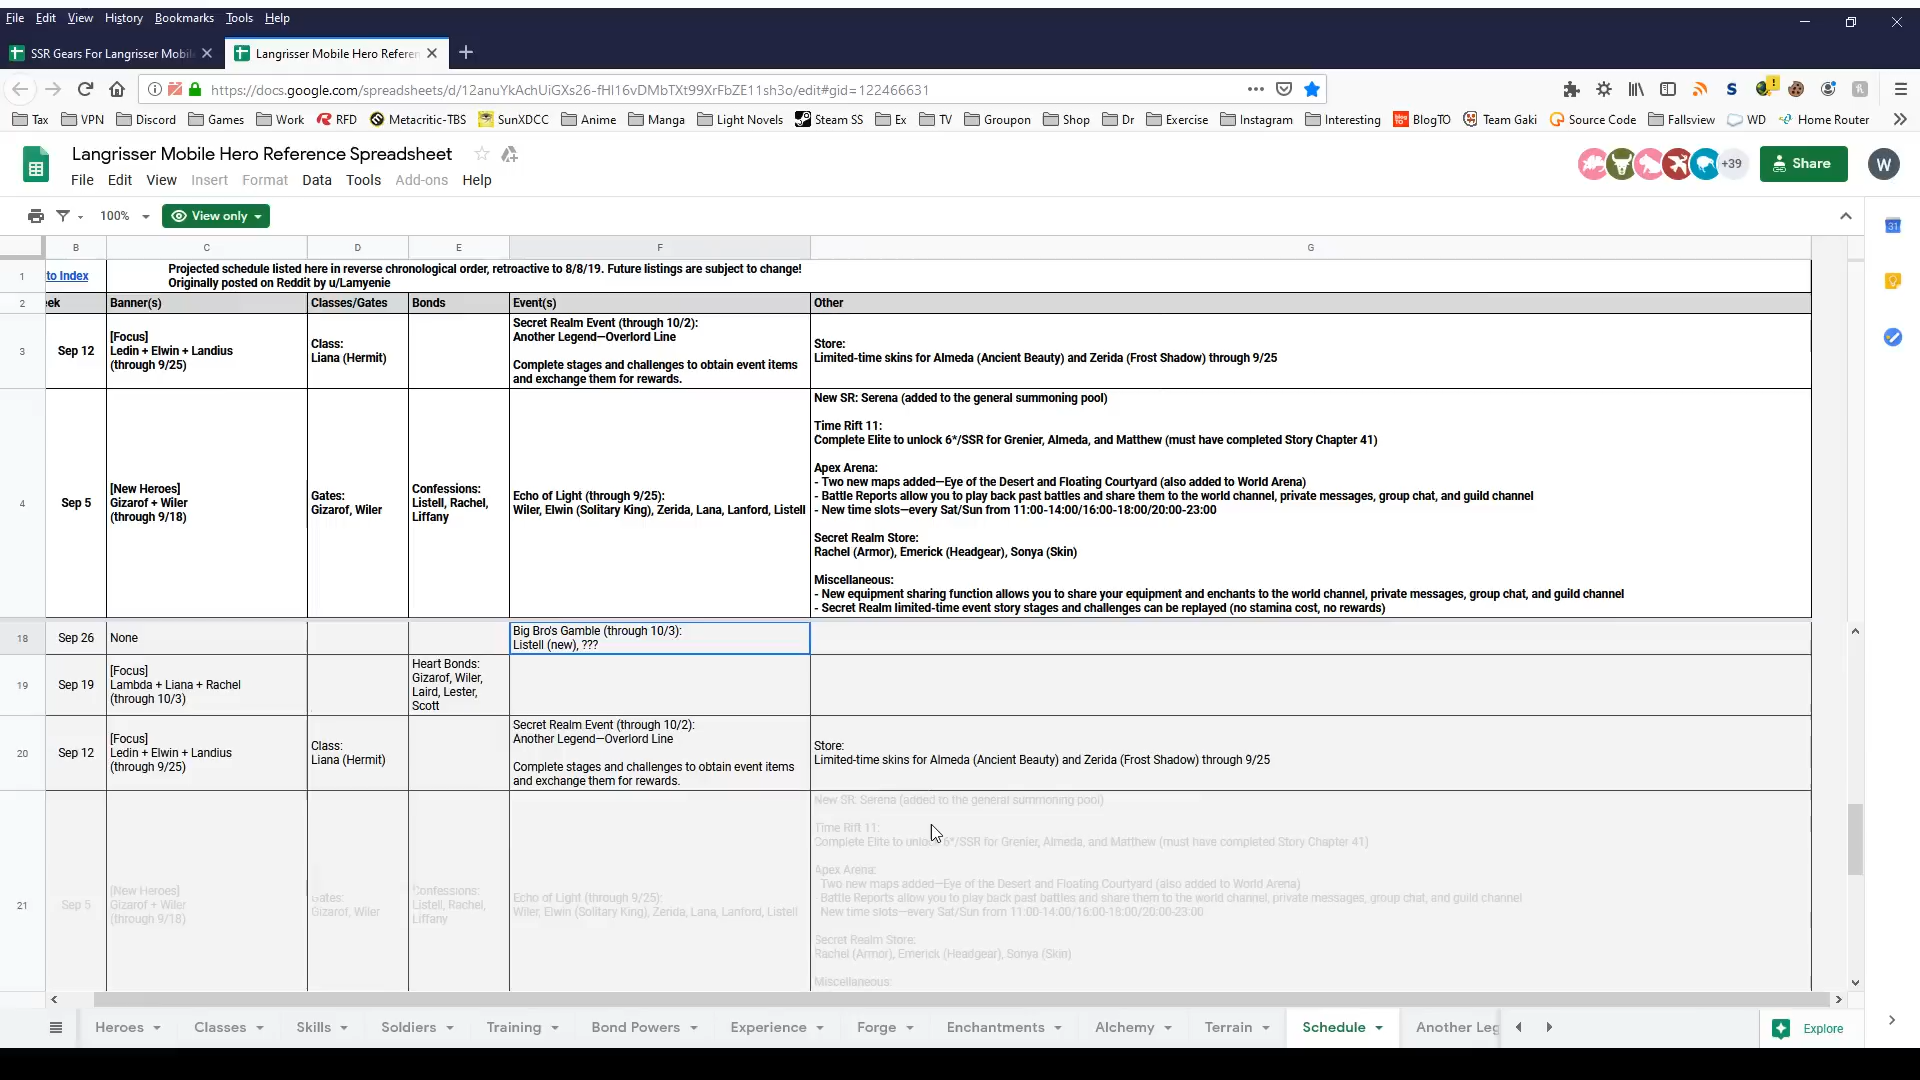 File Edit View History Bookmarks Tools Help
SSR Gears For Langrisser Mobil
Langrisser Mobile Hero Referen
https://docs.google.com/spreadsheets/d/12anuYkAchUiGXs26-fHI16vDMbTXt99XrFbZE11sh3o/edit#gid=122466631
Tax VPN Discord Games Work RFD Metacritic-TBS SunXDCC Anime Manga Light Novels Steam SS Ex TV Groupon Shop Dr Exercise Instagram Interesting BlogTO Team Gaki Source Code Fallsview WD Home Router
Langrisser Mobile Hero Reference Spreadsheet
+39
Share
W
File Edit View Insert Format Data Tools Add-ons Help
100%
View only
B C D E F G
1
to Index
Projected schedule listed here in reverse chronological order, retroactive to 8/8/19. Future listings are subject to change!
Originally posted on Reddit by u/Lamyenie
2
ek Banner(s) Classes/Gates Bonds Event(s) Other
3
Sep 12
[Focus]
Ledin + Elwin + Landius
(through 9/25)
Class:
Liana (Hermit)
Secret Realm Event (through 10/2):
Another Legend—Overlord Line
Complete stages and challenges to obtain event items
and exchange them for rewards.
Store:
Limited-time skins for Almeda (Ancient Beauty) and Zerida (Frost Shadow) through 9/25
4
Sep 5
[New Heroes]
Gizarof + Wiler
(through 9/18)
Gates:
Gizarof, Wiler
Confessions:
Listell, Rachel,
Liffany
Echo of Light (through 9/25):
Wiler, Elwin (Solitary King), Zerida, Lana, Lanford, Listell
New SR: Serena (added to the general summoning pool)
Time Rift 11:
Complete Elite to unlock 6*/SSR for Grenier, Almeda, and Matthew (must have completed Story Chapter 41)
Apex Arena:
- Two new maps added—Eye of the Desert and Floating Courtyard (also added to World Arena)
- Battle Reports allow you to play back past battles and share them to the world channel, private messages, group chat, and guild channel
- New time slots—every Sat/Sun from 11:00-14:00/16:00-18:00/20:00-23:00
Secret Realm Store:
Rachel (Armor), Emerick (Headgear), Sonya (Skin)
Miscellaneous:
- New equipment sharing function allows you to share your equipment and enchants to the world channel, private messages, group chat, and guild channel
- Secret Realm limited-time event story stages and challenges can be replayed (no stamina cost, no rewards)
18
Sep 26
None
Big Bro's Gamble (through 10/3):
Listell (new), ???
19
Sep 19
[Focus]
Lambda + Liana + Rachel
(through 10/3)
Heart Bonds:
Gizarof, Wiler,
Laird, Lester,
Scott
20
Sep 12
[Focus]
Ledin + Elwin + Landius
(through 9/25)
Class:
Liana (Hermit)
Secret Realm Event (through 10/2):
Another Legend—Overlord Line
Complete stages and challenges to obtain event items
and exchange them for rewards.
Store:
Limited-time skins for Almeda (Ancient Beauty) and Zerida (Frost Shadow) through 9/25
21
Sep 5
[New Heroes]
Gizarof + Wiler
(through 9/18)
Gates:
Gizarof, Wiler
Confessions:
Listell, Rachel,
Liffany
Echo of Light (through 9/25):
Wiler, Elwin (Solitary King), Zerida, Lana, Lanford, Listell
New SR: Serena (added to the general summoning pool)
Time Rift 11:
Complete Elite to unlock 6*/SSR for Grenier, Almeda, and Matthew (must have completed Story Chapter 41)
Apex Arena:
Two new maps added—Eye of the Desert and Floating Courtyard (also added to World Arena)
Battle Reports allow you to play back past battles and share them to the world channel, private messages, group chat, and guild channel
New time slots—every Sat/Sun from 11:00-14:00/16:00-18:00/20:00-23:00
Secret Realm Store:
Rachel (Armor), Emerick (Headgear), Sonya (Skin)
Miscellaneous:
Heroes Classes Skills Soldiers Training Bond Powers Experience Forge Enchantments Alchemy Terrain Schedule Another Leg
Explore